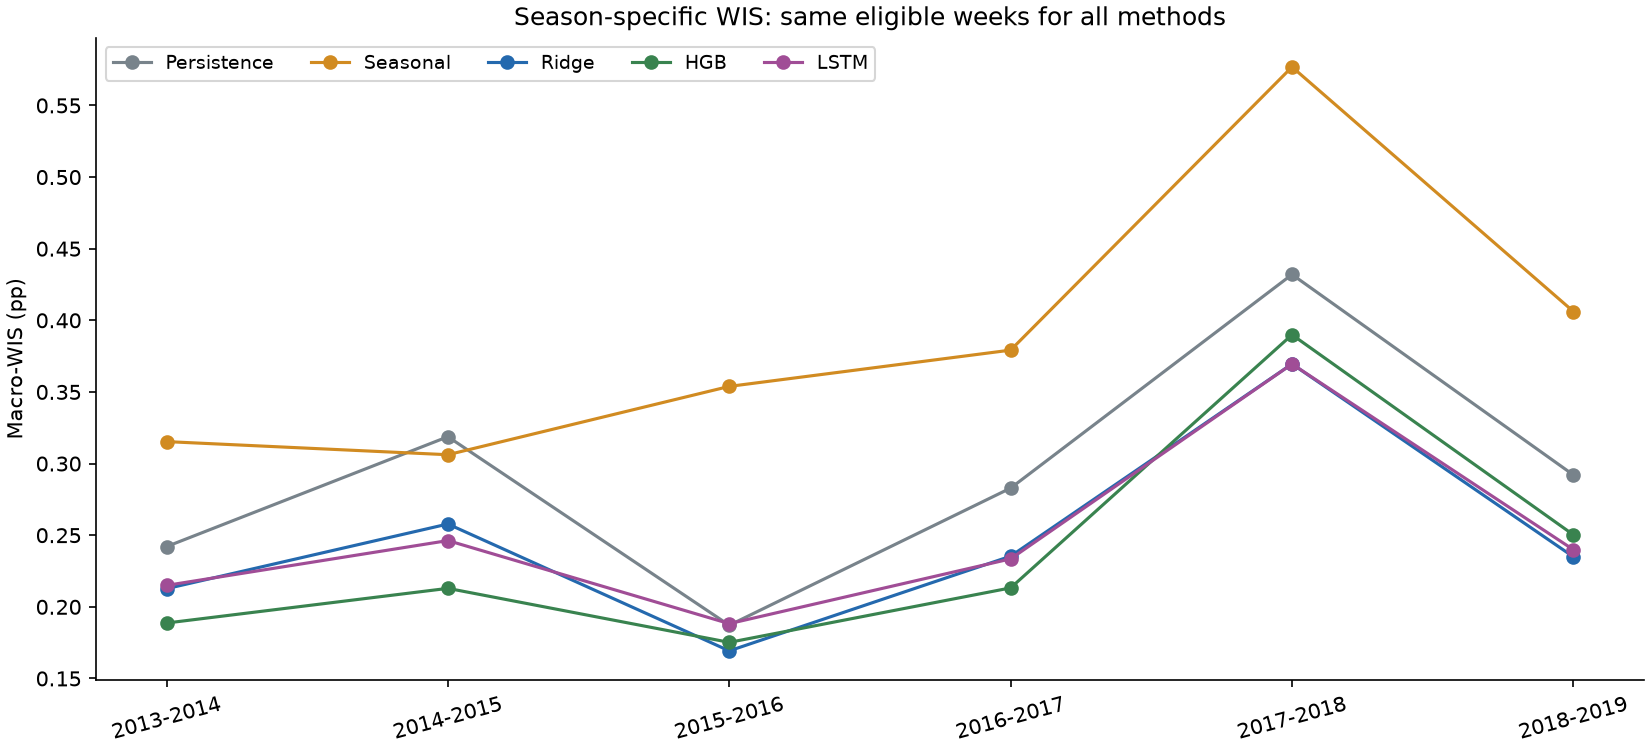 Season-specific WIS: same eligible weeks for all methods
Persistence Seasonal Ridge HGB LSTM
Macro-WIS (pp)
0.55
0.50
0.45
0.40
0.35
0.30
0.25
0.20
0.15
2013-2014 2014-2015 2015-2016 2016-2017 2017-2018 2018-2019